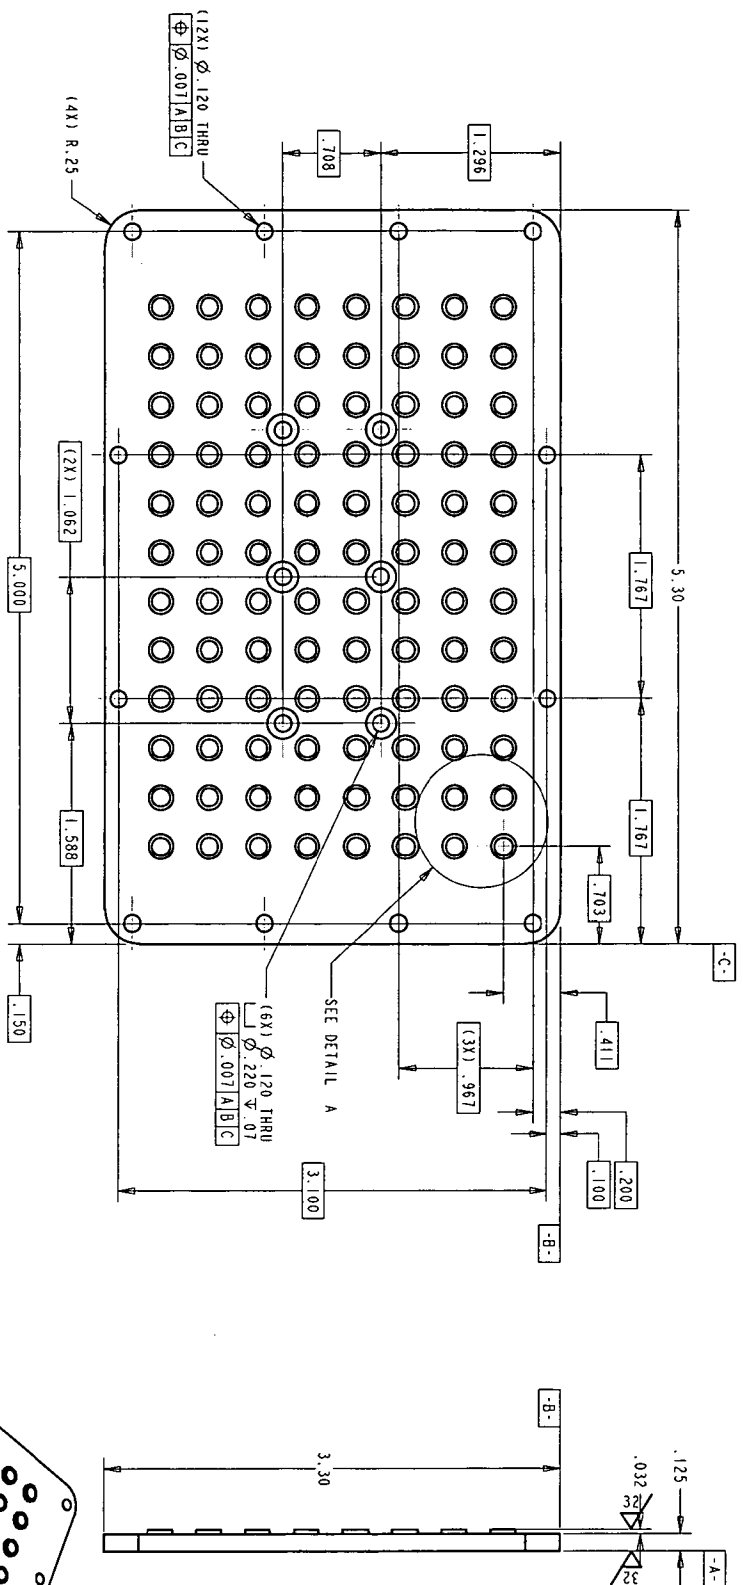 (12X) Ø.120 THRU
⌖ Ø.007 A B C
(4X) R.25
.708
1.296
5.30
1.767
1.767
.703
-C-
(2X) 1.062
5.000
1.588
.150
SEE DETAIL A
(6X) Ø.120 THRU
⌴ Ø.220 ↧.07
⌖ Ø.007 A B C
.411
(3X) .967
.200
.100
3.100
-B-
-B-
3.30
.125
.032
32
32
-A-